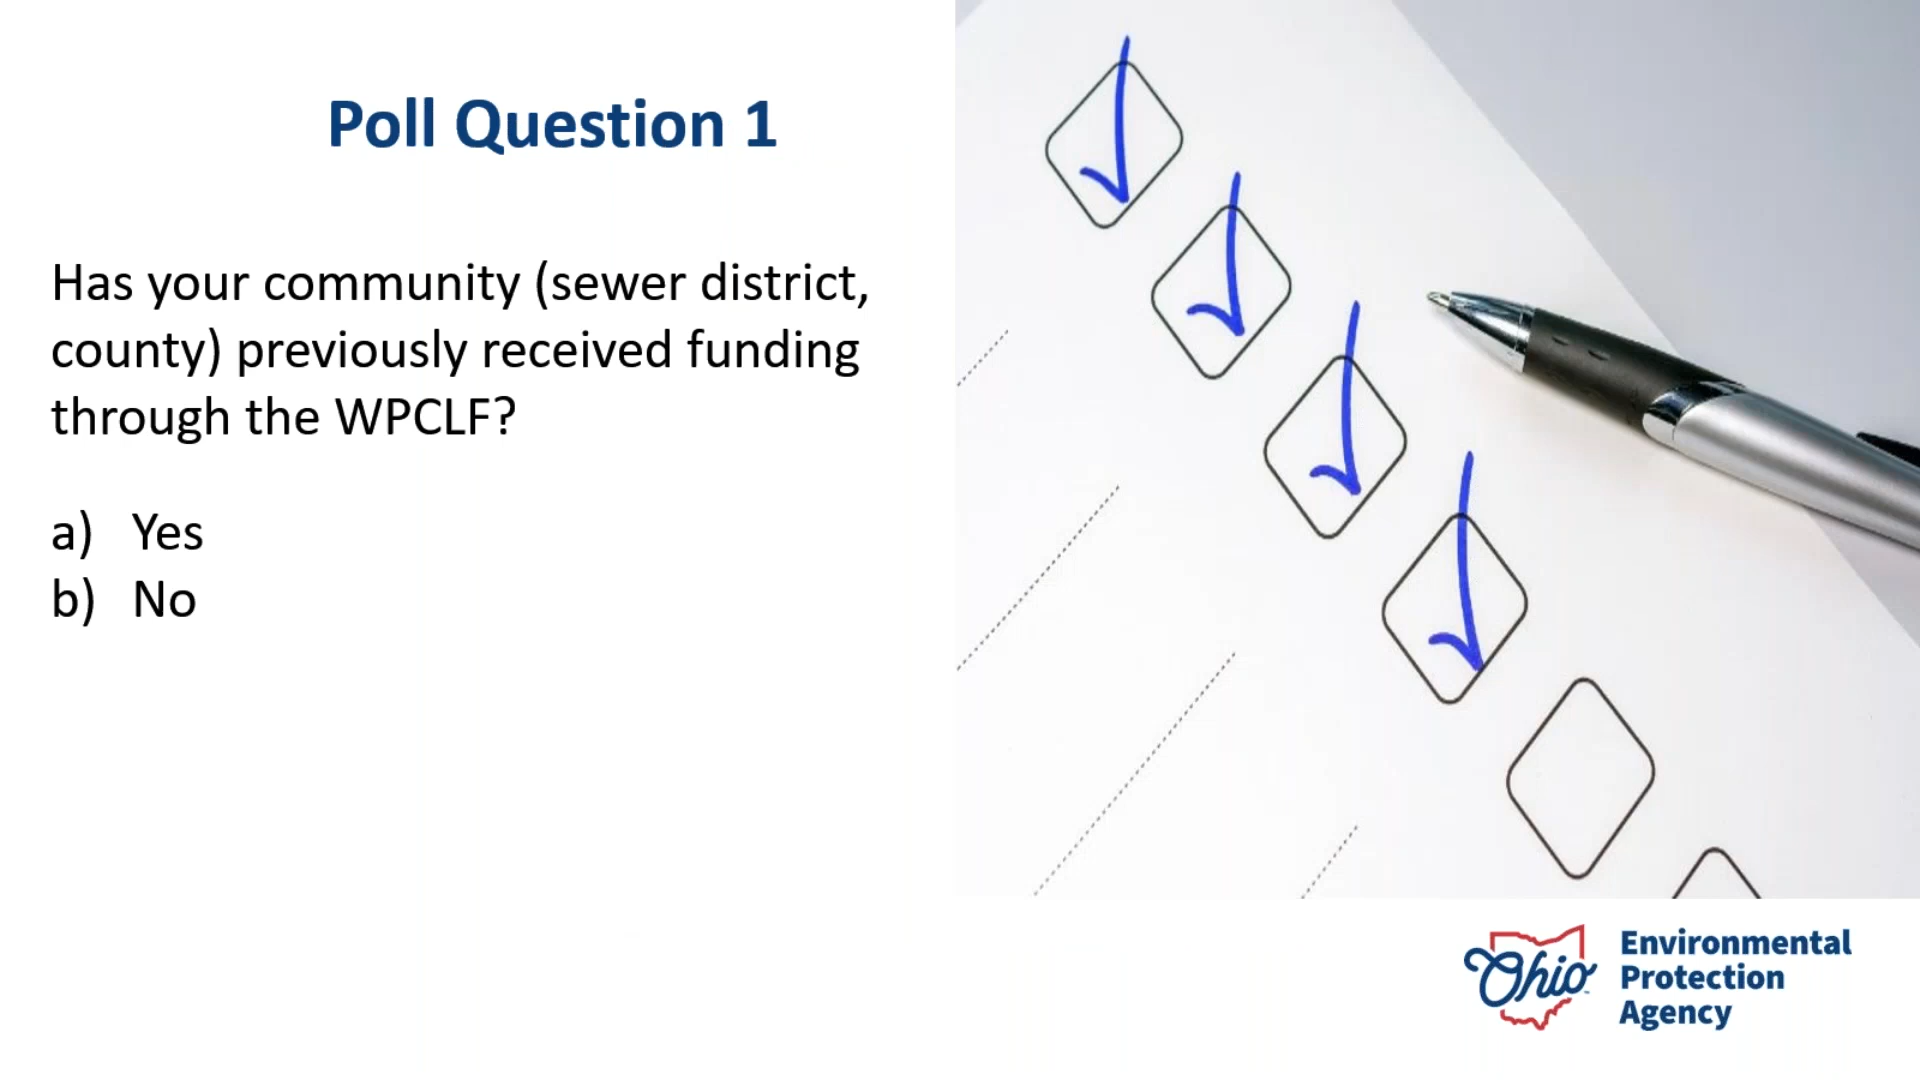 Poll Question 1
Has your community (sewer district,
county) previously received funding
through the WPCLF?
a) Yes
b) No
Ohio
Environmental
Protection
Agency